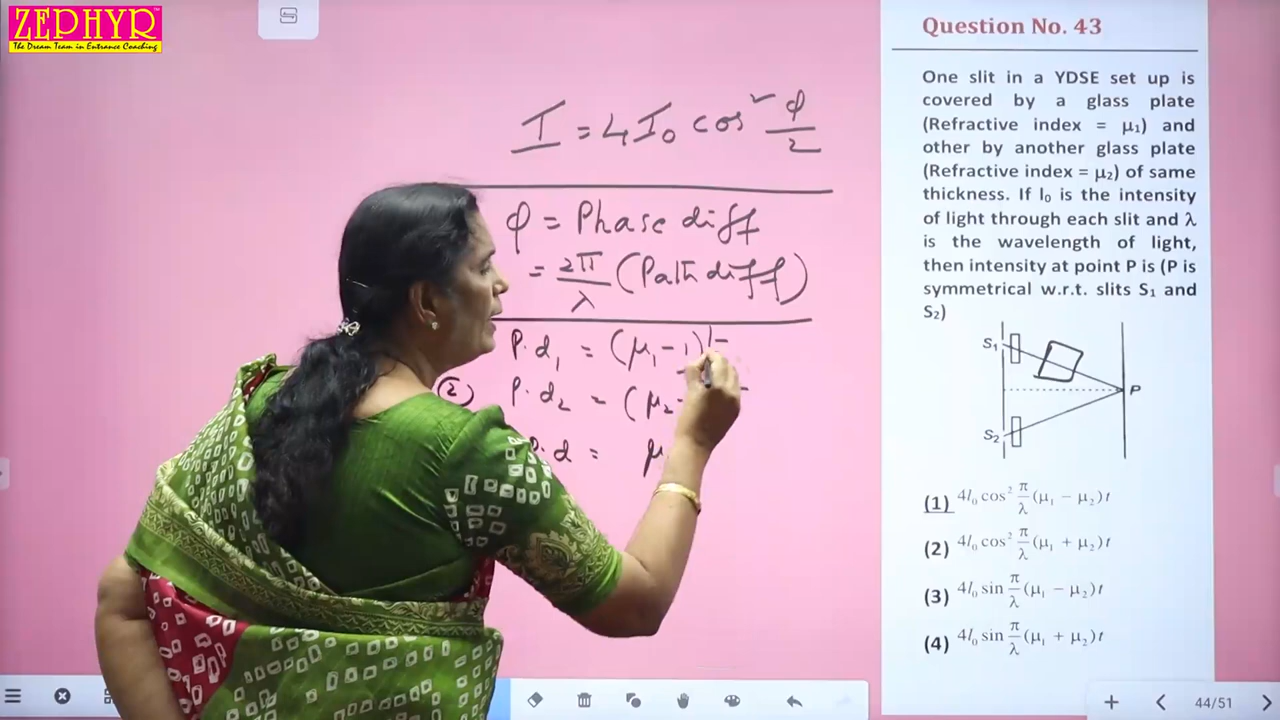 ZEPHYR™
The Dream Team in Entrance Coaching
I = 4I₀ cos² φ/2
φ = Phase diff
= 2π/λ (Path diff)
P.d₁ = (μ₁-1)t
② P.d₂ = (μ₂-
P.d = μ
Question No. 43
One slit in a YDSE set up is
covered by a glass plate
(Refractive index = μ₁) and
other by another glass plate
(Refractive index = μ₂) of same
thickness. If I₀ is the intensity
of light through each slit and λ
is the wavelength of light,
then intensity at point P is (P is
symmetrical w.r.t. slits S₁ and
S₂)
S₁
P
S₂
(1) 4I₀ cos² π/λ (μ₁ − μ₂)t
(2) 4I₀ cos² π/λ (μ₁ + μ₂)t
(3) 4I₀ sin π/λ (μ₁ − μ₂)t
(4) 4I₀ sin π/λ (μ₁ + μ₂)t
44/51